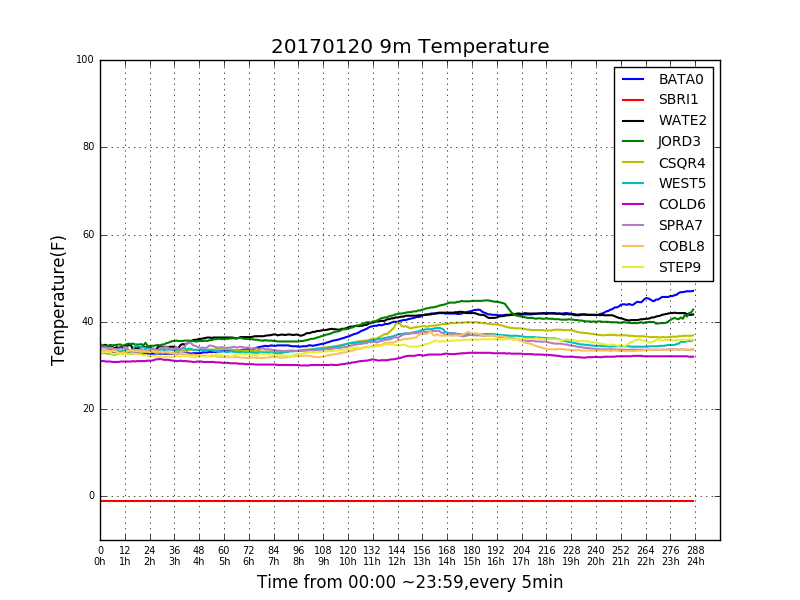 20170120 9m Temperature
100
80
60
40
20
0
Temperature(F)
BATA0
SBRI1
WATE2
JORD3
CSQR4
WEST5
COLD6
SPRA7
COBL8
STEP9
0 12 24 36 48 60 72 84 96 108 120 132 144 156 168 180 192 204 216 228 240 252 264 276 288
0h 1h 2h 3h 4h 5h 6h 7h 8h 9h 10h 11h 12h 13h 14h 15h 16h 17h 18h 19h 20h 21h 22h 23h 24h
Time from 00:00 ~23:59,every 5min